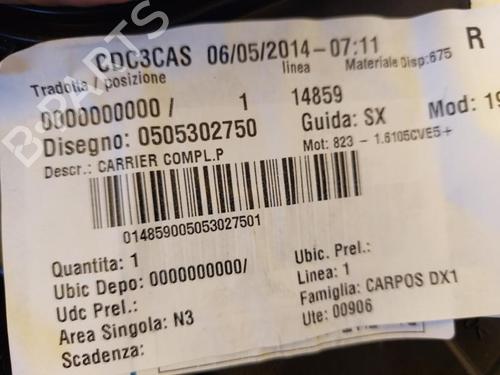 CDC3CAS 06/05/2014-07:11 R
Tradotta / posizione linea Materiale Disp:675
0000000000 / 1 14859
Disegno: 0505302750 Guida: SX Mod: 19
Descr.: CARRIER COMPL.P Mot: 823 - 1.6105CVE5+
014859005053027501
Quantita: 1 Ubic. Prel.:
Ubic Depo: 0000000000/ Linea: 1
Udc Prel.: Famiglia: CARPOS DX1
Area Singola: N3 Ute: 00906
Scadenza:
B-PARTS